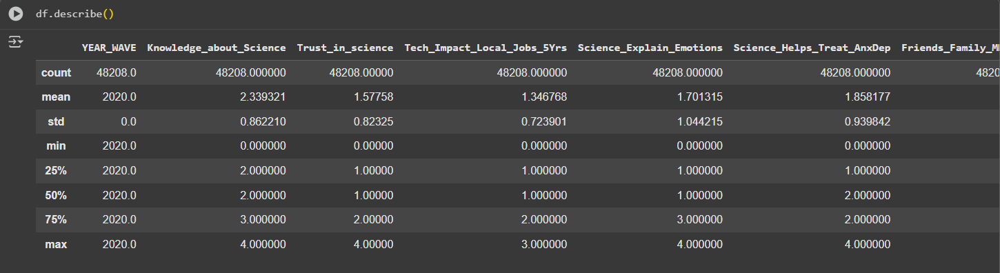 df.describe()
YEAR_WAVE Knowledge_about_Science Trust_in_science Tech_Impact_Local_Jobs_5Yrs Science_Explain_Emotions Science_Helps_Treat_AnxDep Friends_Family_M
count 48208.0 48208.000000 48208.00000 48208.000000 48208.000000 48208.000000 4820
mean 2020.0 2.339321 1.57758 1.346768 1.701315 1.858177
std 0.0 0.862210 0.82325 0.723901 1.044215 0.939842
min 2020.0 0.000000 0.00000 0.000000 0.000000 0.000000
25% 2020.0 2.000000 1.00000 1.000000 1.000000 1.000000
50% 2020.0 2.000000 1.00000 1.000000 1.000000 2.000000
75% 2020.0 3.000000 2.00000 2.000000 3.000000 2.000000
max 2020.0 4.000000 4.00000 3.000000 4.000000 4.000000